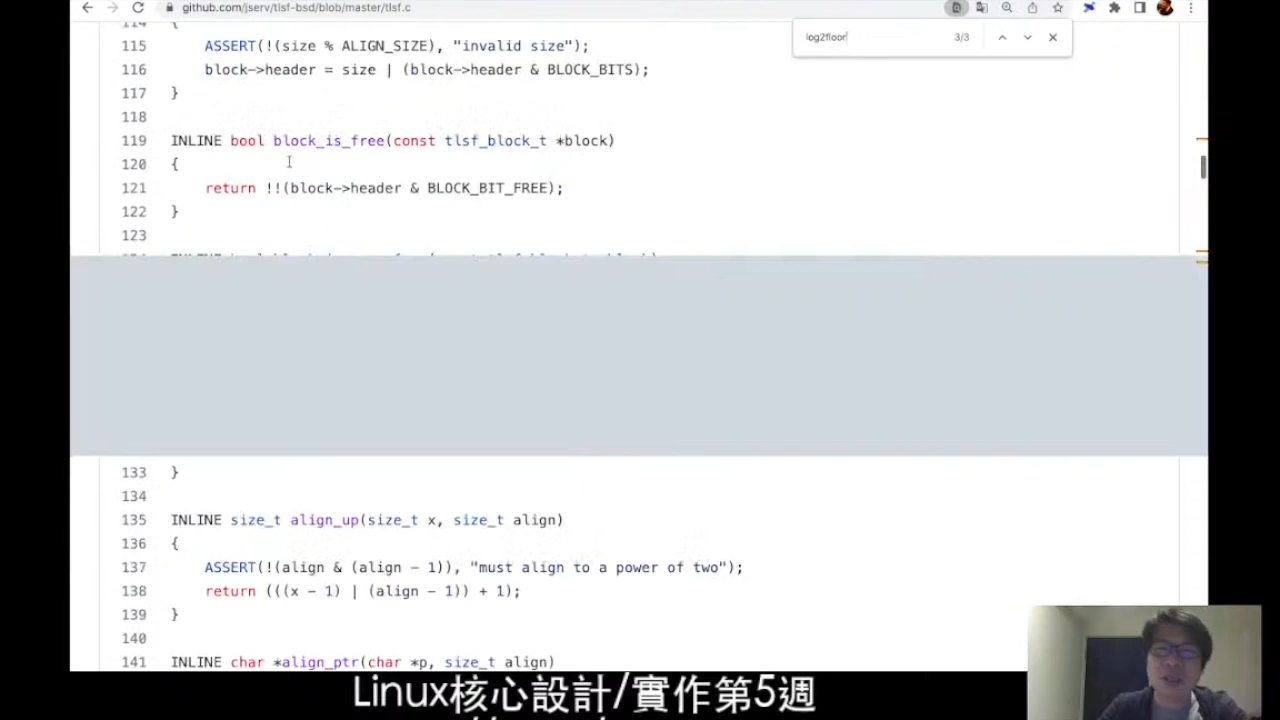 github.com/jserv/tlsf-bsd/blob/master/tlsf.c
log2floor 3/3
114 {
115 ASSERT(!(size % ALIGN_SIZE), "invalid size");
116 block->header = size | (block->header & BLOCK_BITS);
117 }
118
119 INLINE bool block_is_free(const tlsf_block_t *block)
120 {
121 return !!(block->header & BLOCK_BIT_FREE);
122 }
123
133 }
134
135 INLINE size_t align_up(size_t x, size_t align)
136 {
137 ASSERT(!(align & (align - 1)), "must align to a power of two");
138 return (((x - 1) | (align - 1)) + 1);
139 }
140
141 INLINE char *align_ptr(char *p, size_t align)
Linux核心設計/實作第5週